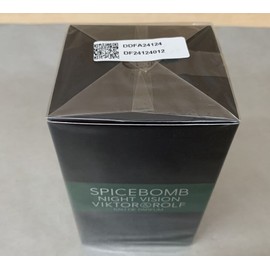 DDFA24124
DF24124012
SPICEBOMB
NIGHT VISION
VIKTOR&ROLF